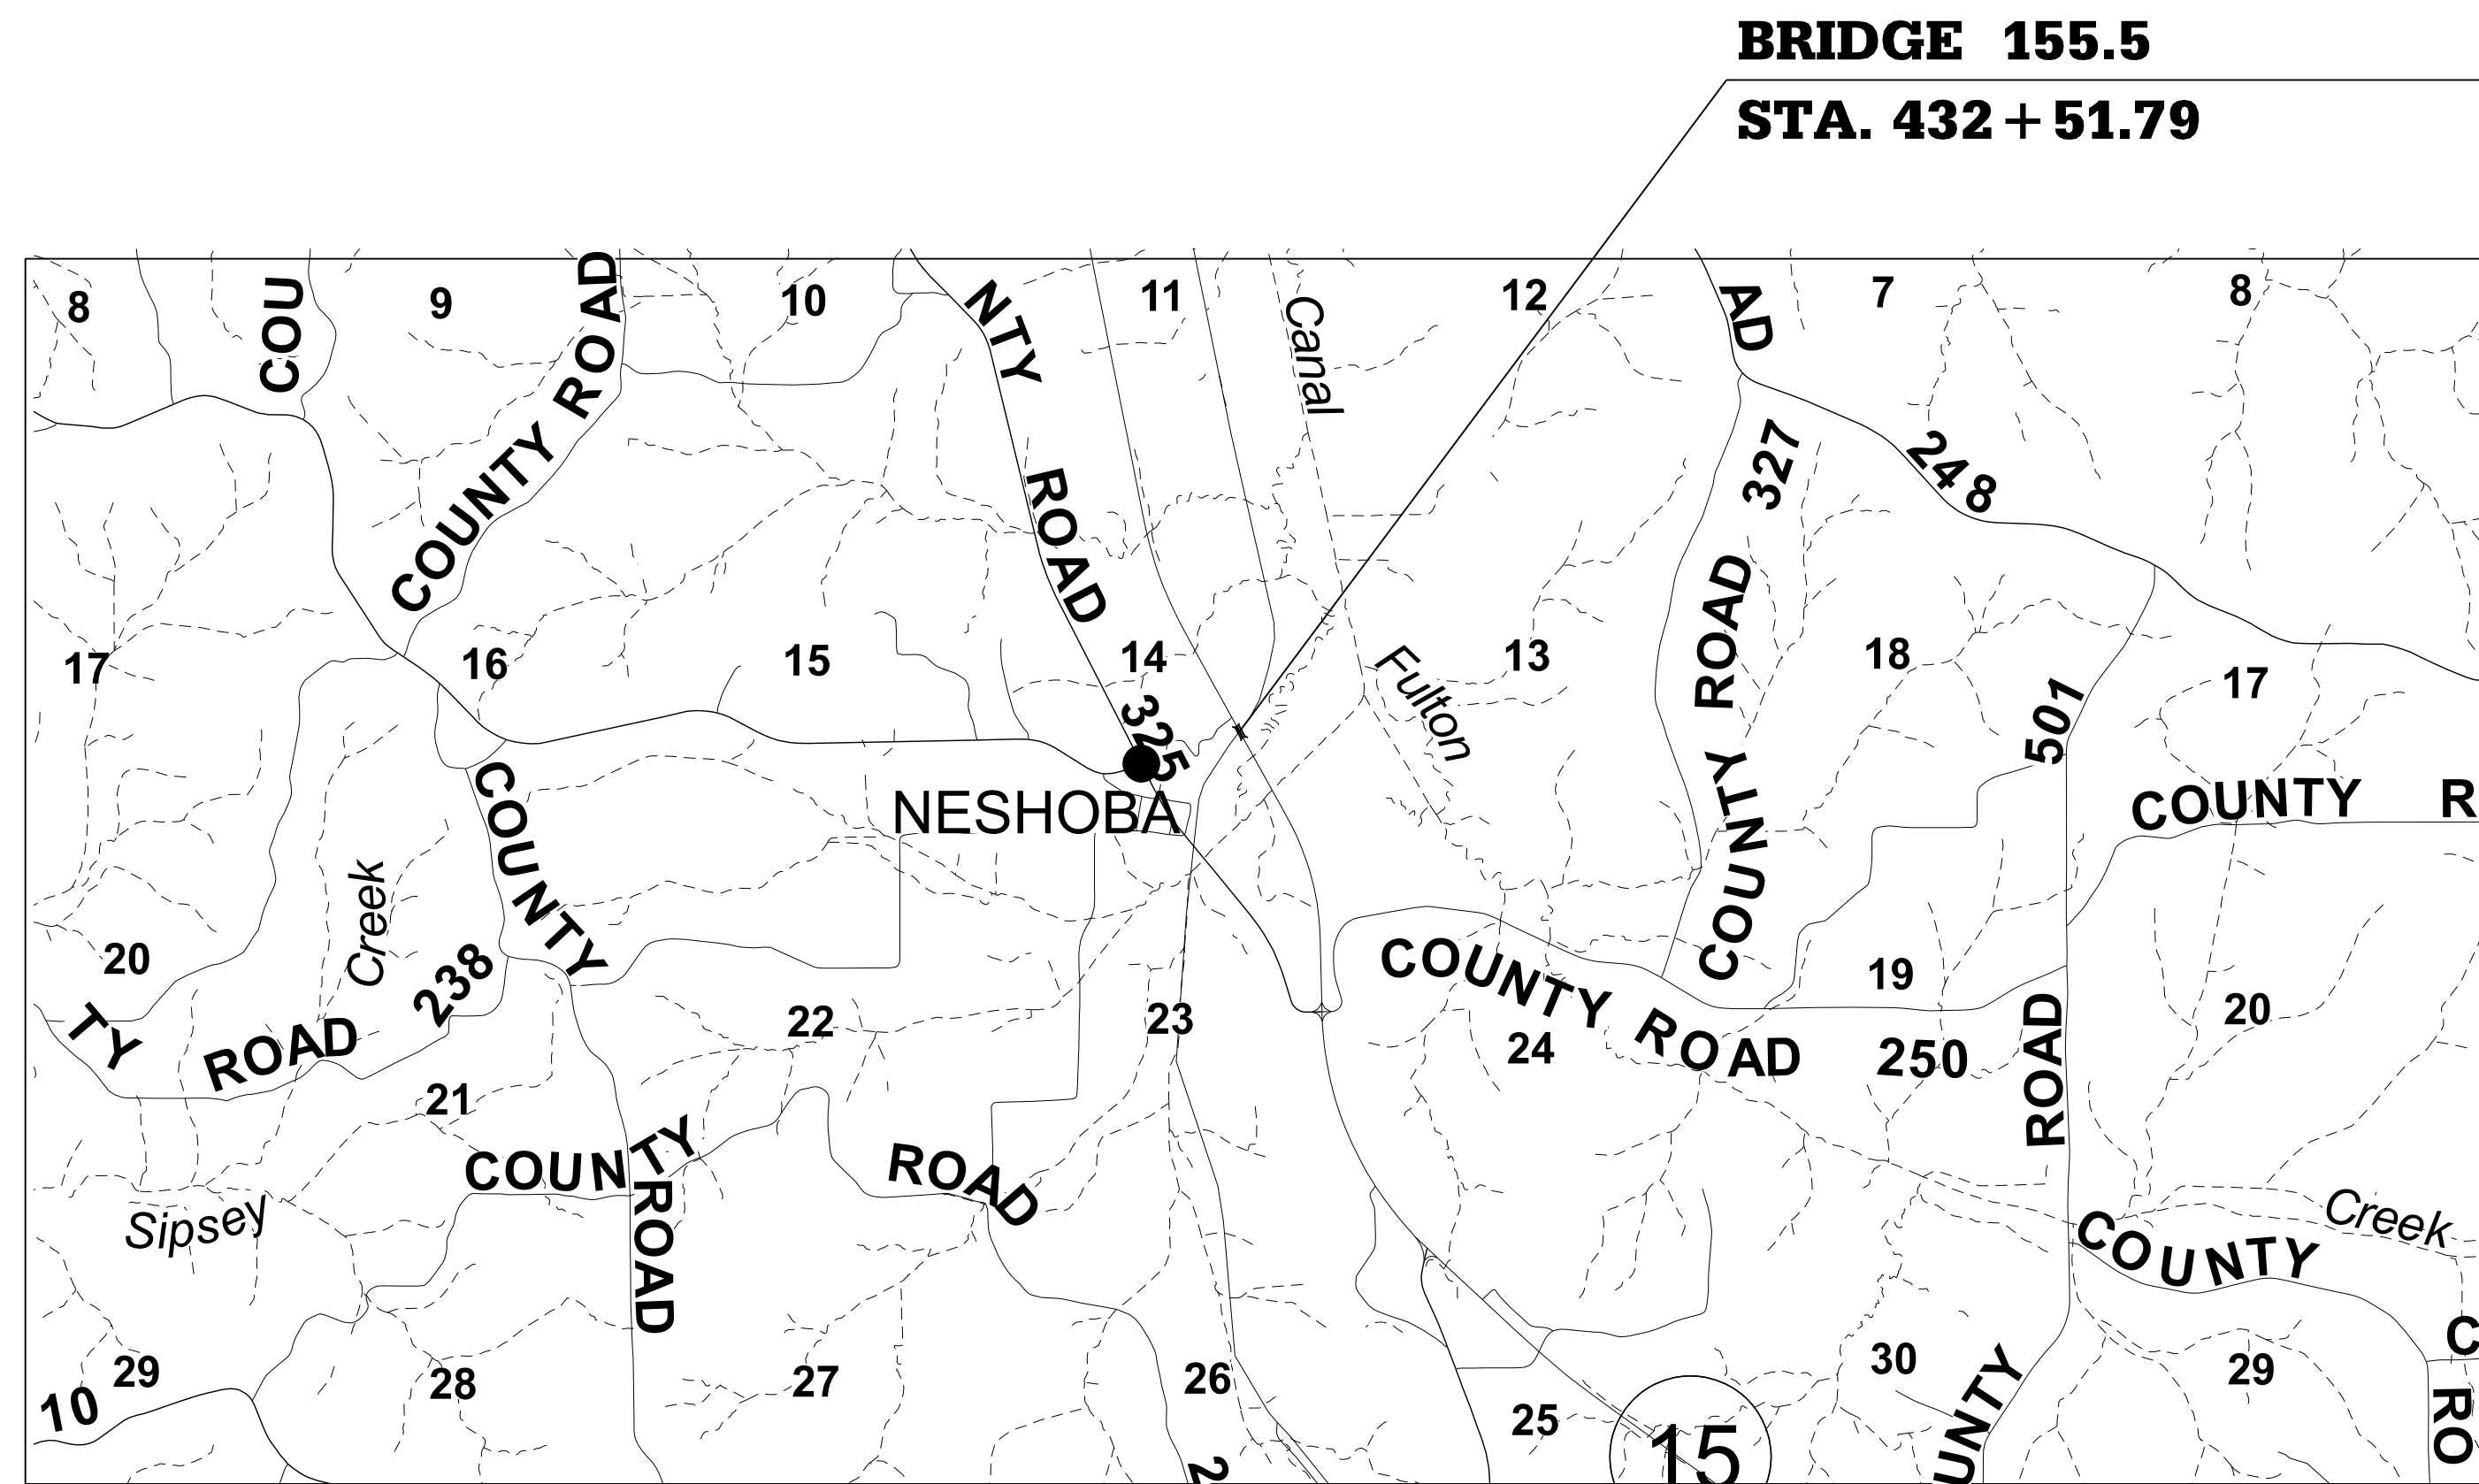 BRIDGE 155.5
STA. 432+51.79
8
COU
9
COUNTY ROAD
10
NTY ROAD 325
11
Canal
12
AD
7
8
327
248
17
16
15
14
Fulton
13
COUNTY ROAD
18
501
17
NESHOBA
COUNTY
COUNTY R
20
Creek
238
COUNTY ROAD 250
19
20
TY
ROAD
22
23
24
ROAD
21
COUNTY
ROAD
ROAD
Sipsey
Creek
COUNTY
29
10
28
27
26
25
15
30
UNTY
29
C
RO
2